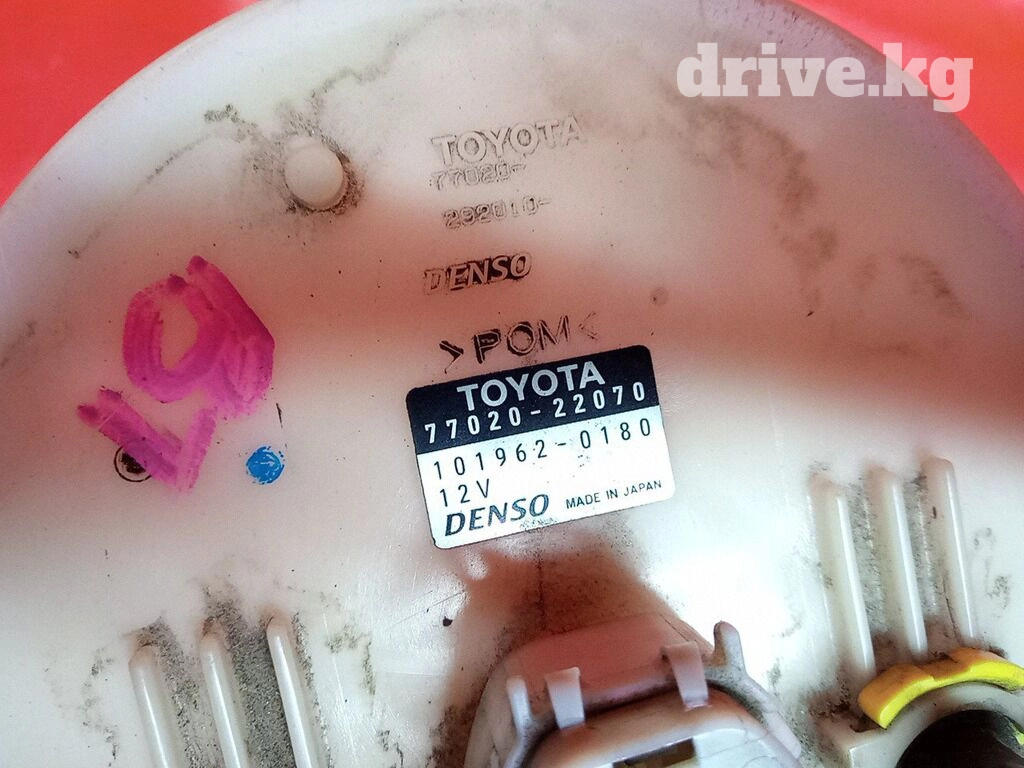 drive.kg
TOYOTA
77020-
292010-
DENSO
>POM<
TOYOTA
77020-22070
101962-0180
12V
DENSO MADE IN JAPAN